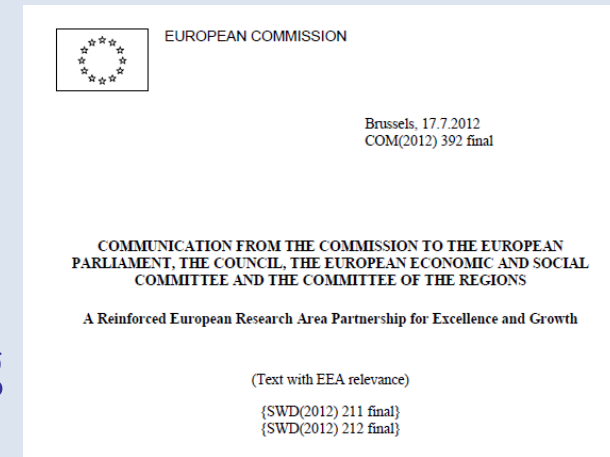 EUROPEAN COMMISSION
Brussels, 17.7.2012
COM(2012) 392 final
COMMUNICATION FROM THE COMMISSION TO THE EUROPEAN
PARLIAMENT, THE COUNCIL, THE EUROPEAN ECONOMIC AND SOCIAL
COMMITTEE AND THE COMMITTEE OF THE REGIONS
A Reinforced European Research Area Partnership for Excellence and Growth
(Text with EEA relevance)
{SWD(2012) 211 final}
{SWD(2012) 212 final}